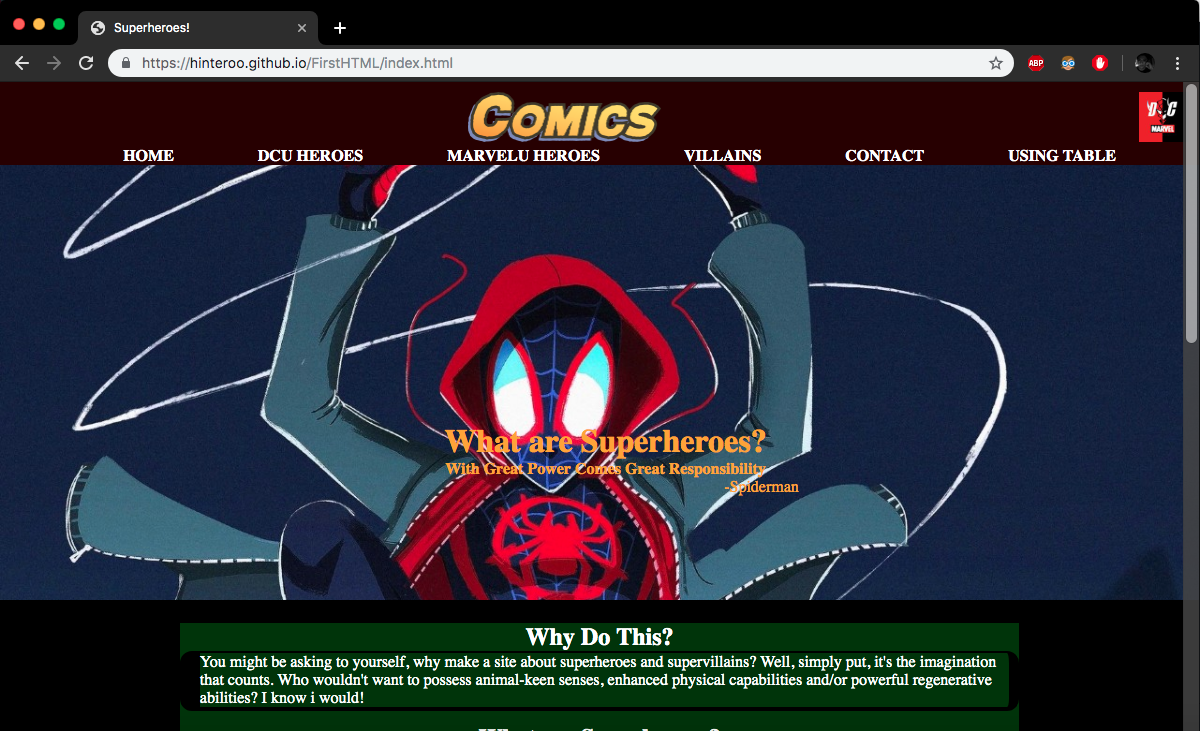 Superheroes!
https://hinteroo.github.io/FirstHTML/index.html
ABP
COMICS
DC
MARVEL
HOME DCU HEROES MARVELU HEROES VILLAINS CONTACT USING TABLE
What are Superheroes?
With Great Power Comes Great Responsibility
-Spiderman
Why Do This?
You might be asking to yourself, why make a site about superheroes and supervillains? Well, simply put, it's the imagination
that counts. Who wouldn't want to possess animal-keen senses, enhanced physical capabilities and/or powerful regenerative
abilities? I know i would!